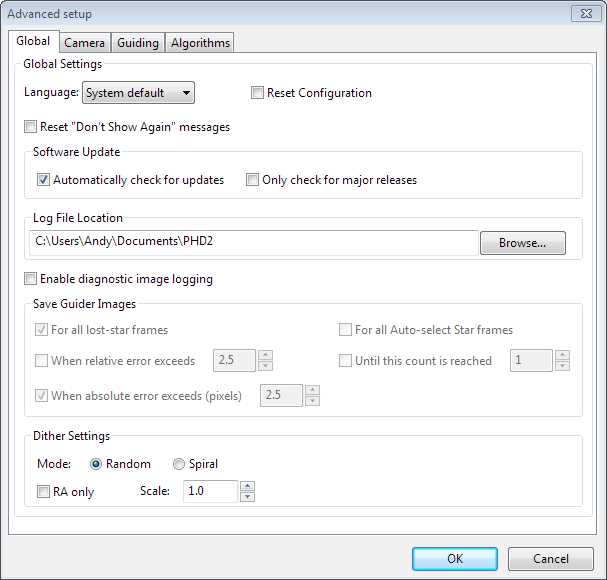 Advanced setup
Global Camera Guiding Algorithms
Global Settings
Language: System default Reset Configuration
Reset "Don't Show Again" messages
Software Update
Automatically check for updates Only check for major releases
Log File Location
C:\Users\Andy\Documents\PHD2 Browse...
Enable diagnostic image logging
Save Guider Images
For all lost-star frames For all Auto-select Star frames
When relative error exceeds 2.5 Until this count is reached 1
When absolute error exceeds (pixels) 2.5
Dither Settings
Mode: Random Spiral
RA only Scale: 1.0
OK Cancel